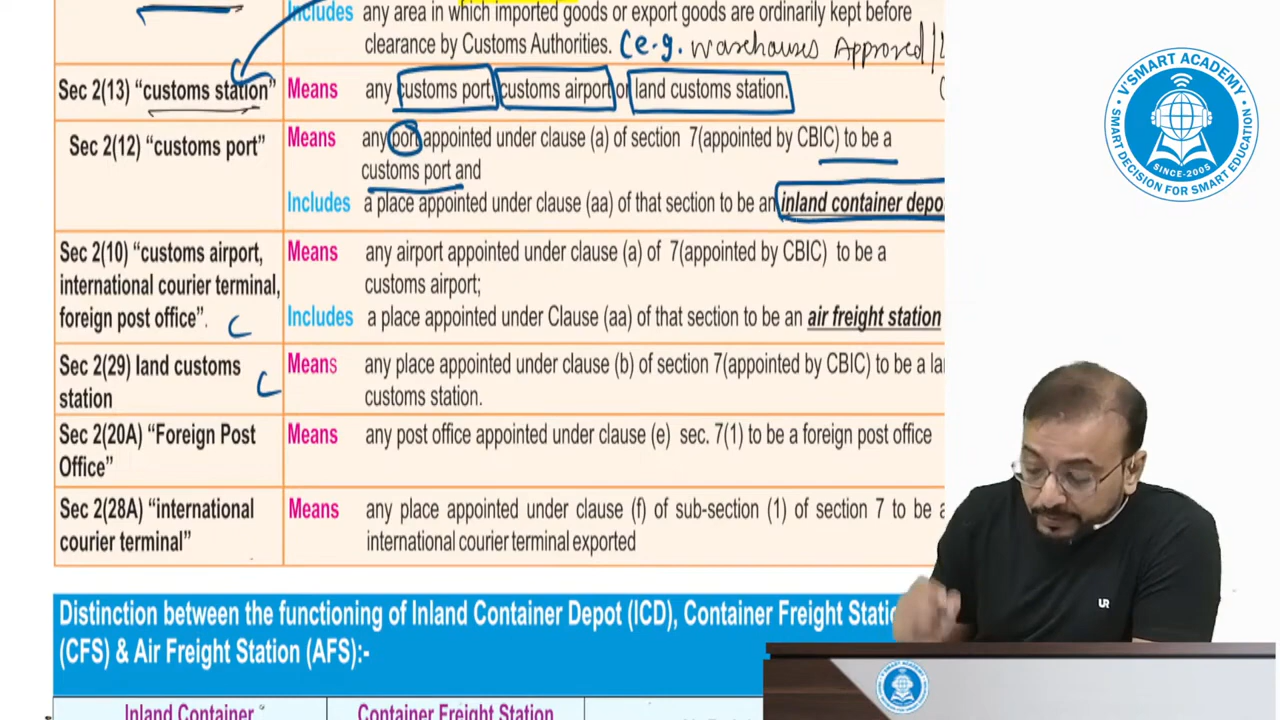 Includes any area in which imported goods or export goods are ordinarily kept before
clearance by Customs Authorities. (e.g. warehouses Approved
Sec 2(13) “customs station” Means any customs port, customs airport or land customs station.
Sec 2(12) “customs port” Means any port appointed under clause (a) of section 7(appointed by CBIC) to be a
customs port and
Includes a place appointed under clause (aa) of that section to be an inland container depo
Sec 2(10) “customs airport,
international courier terminal,
foreign post office”.
Means any airport appointed under clause (a) of 7(appointed by CBIC) to be a
customs airport;
Includes a place appointed under Clause (aa) of that section to be an air freight station
Sec 2(29) land customs
station
Means any place appointed under clause (b) of section 7(appointed by CBIC) to be a la
customs station.
Sec 2(20A) “Foreign Post
Office”
Means any post office appointed under clause (e) sec. 7(1) to be a foreign post office
Sec 2(28A) “international
courier terminal”
Means any place appointed under clause (f) of sub-section (1) of section 7 to be a
international courier terminal exported
Distinction between the functioning of Inland Container Depot (ICD), Container Freight Statio
(CFS) & Air Freight Station (AFS):-
Inland Container Container Freight Station
V'SMART ACADEMY
SINCE-2005
SMART DECISION FOR SMART EDUCATION
UR